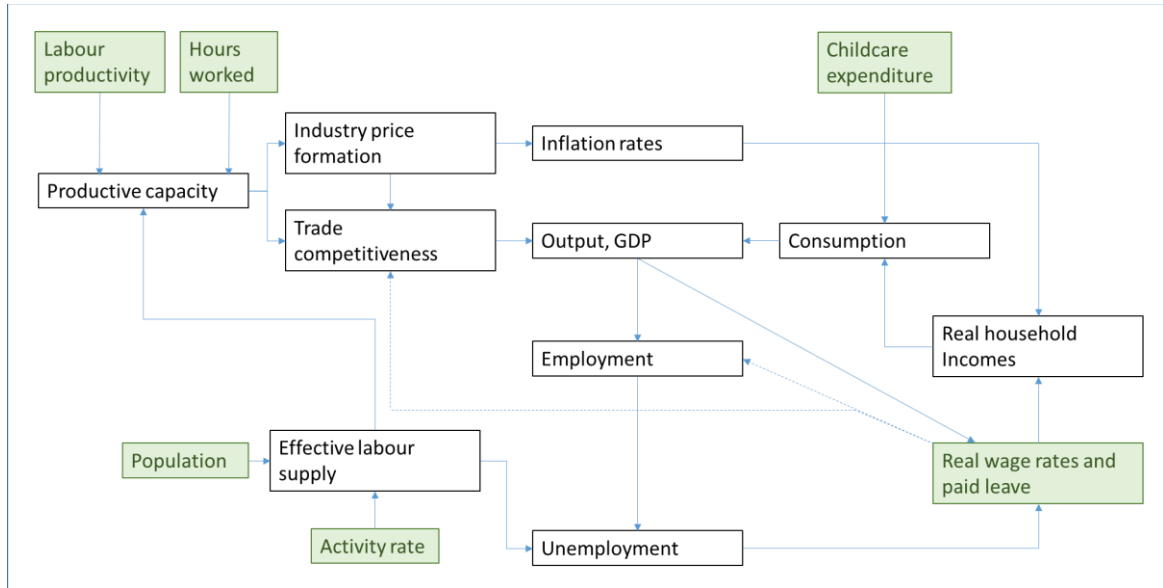 Labour
productivity
Hours
worked
Childcare
expenditure
Industry price
formation
Inflation rates
Productive capacity
Trade
competitiveness
Output, GDP
Consumption
Employment
Real household
Incomes
Population
Effective labour
supply
Real wage rates and
paid leave
Activity rate
Unemployment